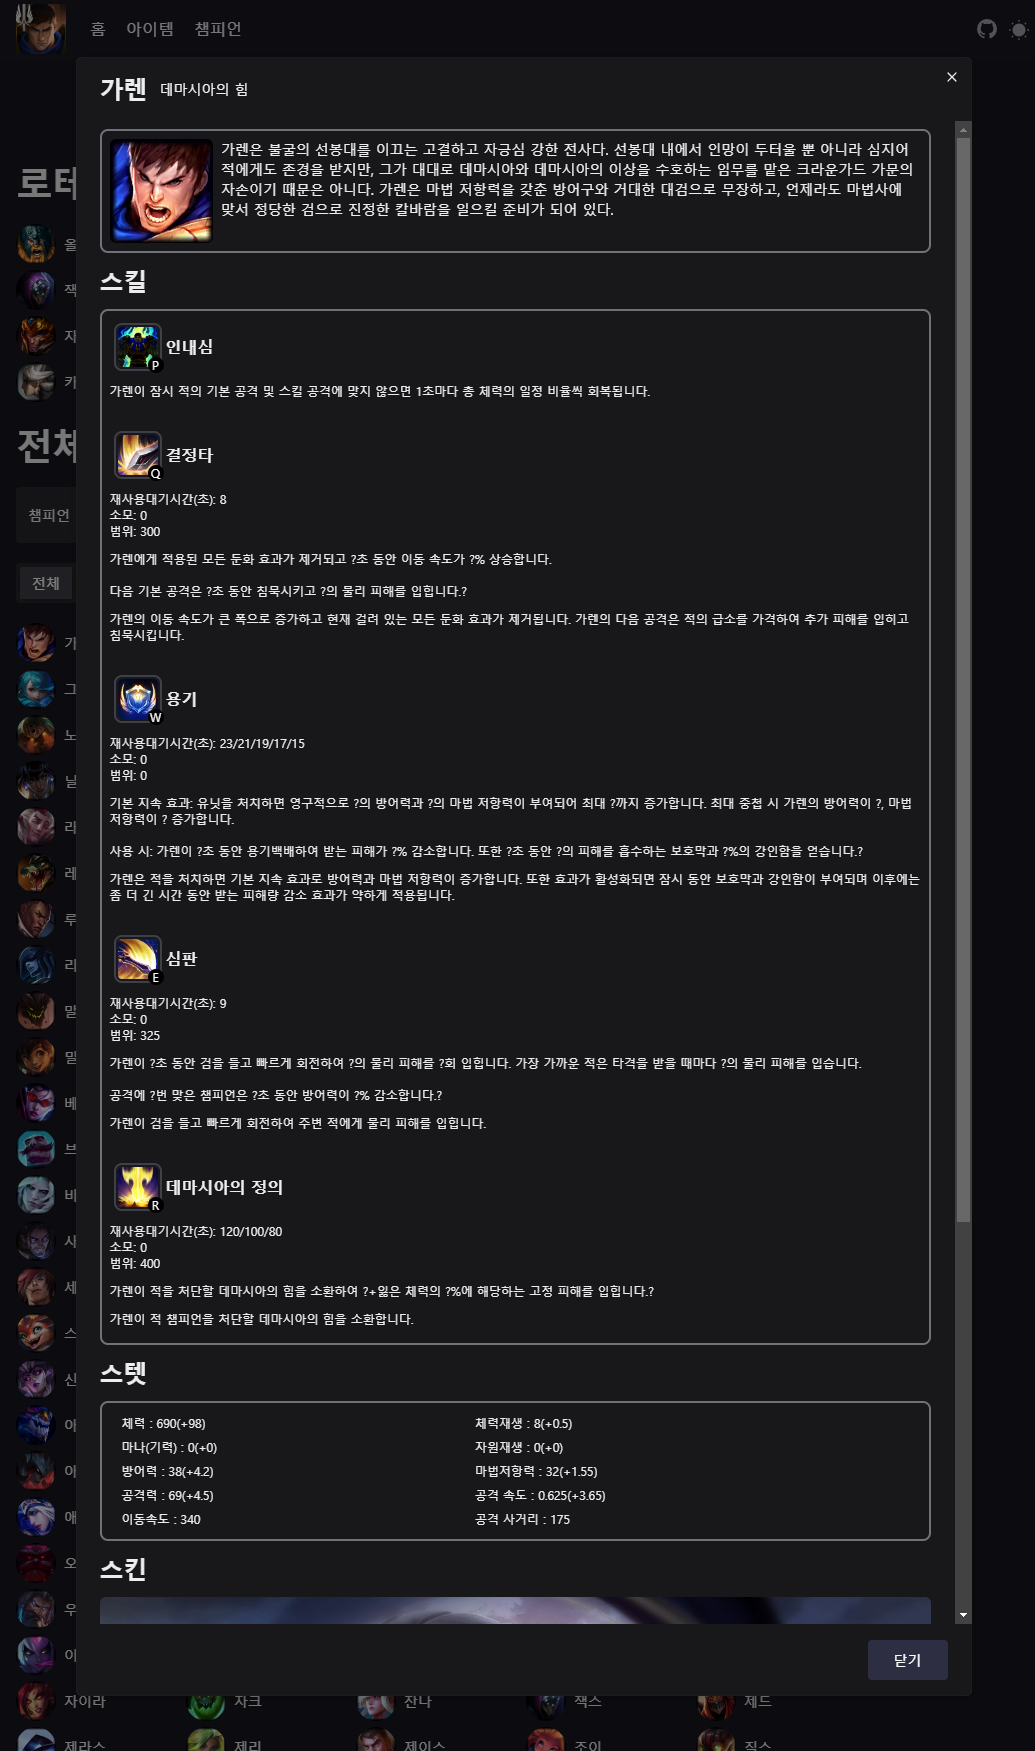 홈 아이템 챔피언
가렌 데마시아의 힘
가렌은 불굴의 선봉대를 이끄는 고결하고 자긍심 강한 전사다. 선봉대 내에서 인망이 두터울 뿐 아니라 심지어
적에게도 존경을 받지만, 그가 대대로 데마시아와 데마시아의 이상을 수호하는 임무를 맡은 크라운가드 가문의
자손이기 때문은 아니다. 가렌은 마법 저항력을 갖춘 방어구와 거대한 대검으로 무장하고, 언제라도 마법사에
맞서 정당한 검으로 진정한 칼바람을 일으킬 준비가 되어 있다.
스킬
P 인내심
가렌이 잠시 적의 기본 공격 및 스킬 공격에 맞지 않으면 1초마다 총 체력의 일정 비율씩 회복됩니다.
Q 결정타
재사용대기시간(초): 8
소모: 0
범위: 300
가렌에게 적용된 모든 둔화 효과가 제거되고 ?초 동안 이동 속도가 ?% 상승합니다.
다음 기본 공격은 ?초 동안 침묵시키고 ?의 물리 피해를 입힙니다.?
가렌의 이동 속도가 큰 폭으로 증가하고 현재 걸려 있는 모든 둔화 효과가 제거됩니다. 가렌의 다음 공격은 적의 급소를 가격하여 추가 피해를 입히고
침묵시킵니다.
W 용기
재사용대기시간(초): 23/21/19/17/15
소모: 0
범위: 0
기본 지속 효과: 유닛을 처치하면 영구적으로 ?의 방어력과 ?의 마법 저항력이 부여되어 최대 ?까지 증가합니다. 최대 중첩 시 가렌의 방어력이 ?, 마법
저항력이 ? 증가합니다.
사용 시: 가렌이 ?초 동안 용기백배하여 받는 피해가 ?% 감소합니다. 또한 ?초 동안 ?의 피해를 흡수하는 보호막과 ?%의 강인함을 얻습니다.?
가렌은 적을 처치하면 기본 지속 효과로 방어력과 마법 저항력이 증가합니다. 또한 효과가 활성화되면 잠시 동안 보호막과 강인함이 부여되며 이후에는
좀 더 긴 시간 동안 받는 피해량 감소 효과가 약하게 적용됩니다.
E 심판
재사용대기시간(초): 9
소모: 0
범위: 325
가렌이 ?초 동안 검을 들고 빠르게 회전하여 ?의 물리 피해를 ?회 입힙니다. 가장 가까운 적은 타격을 받을 때마다 ?의 물리 피해를 입습니다.
공격에 ?번 맞은 챔피언은 ?초 동안 방어력이 ?% 감소합니다.?
가렌이 검을 들고 빠르게 회전하여 주변 적에게 물리 피해를 입힙니다.
R 데마시아의 정의
재사용대기시간(초): 120/100/80
소모: 0
범위: 400
가렌이 적을 처단할 데마시아의 힘을 소환하여 ?+잃은 체력의 ?%에 해당하는 고정 피해를 입힙니다.?
가렌이 적 챔피언을 처단할 데마시아의 힘을 소환합니다.
스텟
체력 : 690(+98) 체력재생 : 8(+0.5)
마나(기력) : 0(+0) 자원재생 : 0(+0)
방어력 : 38(+4.2) 마법저항력 : 32(+1.55)
공격력 : 69(+4.5) 공격 속도 : 0.625(+3.65)
이동속도 : 340 공격 사거리 : 175
스킨
닫기
로테
올
잭
자
카
전체
챔피언
전체
가
그
노
닐
라
레
루
리
말
밀
베
브
비
사
세
스
신
아
아
애
오
우
이
자이라 자크 잔나 잭스 제드
제라스 제리 제이스 조이 직스